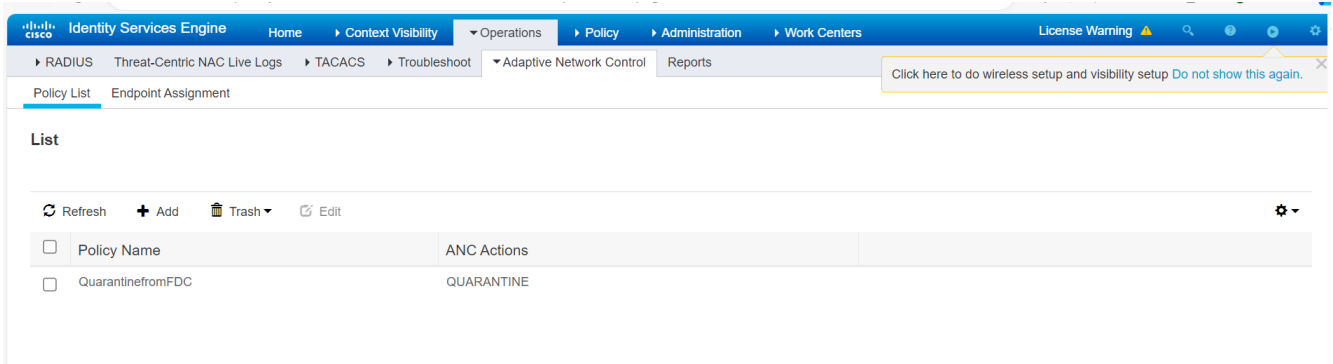 cisco Identity Services Engine Home Context Visibility Operations Policy Administration Work Centers License Warning
RADIUS Threat-Centric NAC Live Logs TACACS Troubleshoot Adaptive Network Control Reports
Click here to do wireless setup and visibility setup Do not show this again.
Policy List Endpoint Assignment
List
Refresh Add Trash Edit
Policy Name ANC Actions
QuarantinefromFDC QUARANTINE